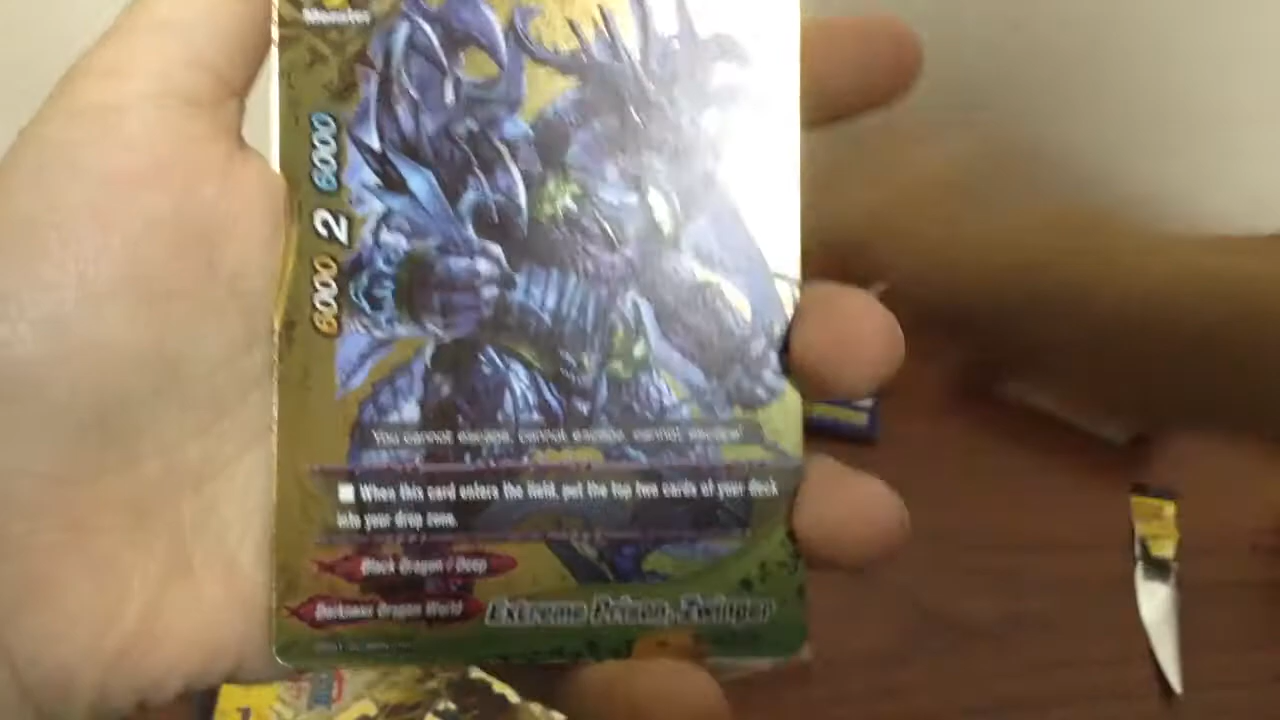 Monster
6000
2
6000
You cannot escape, cannot escape, cannot escape!
When this card enters the field, put the top two cards of your deck
into your drop zone.
Black Dragon / Deep
Darkness Dragon World
Extreme Prison, Zwinger